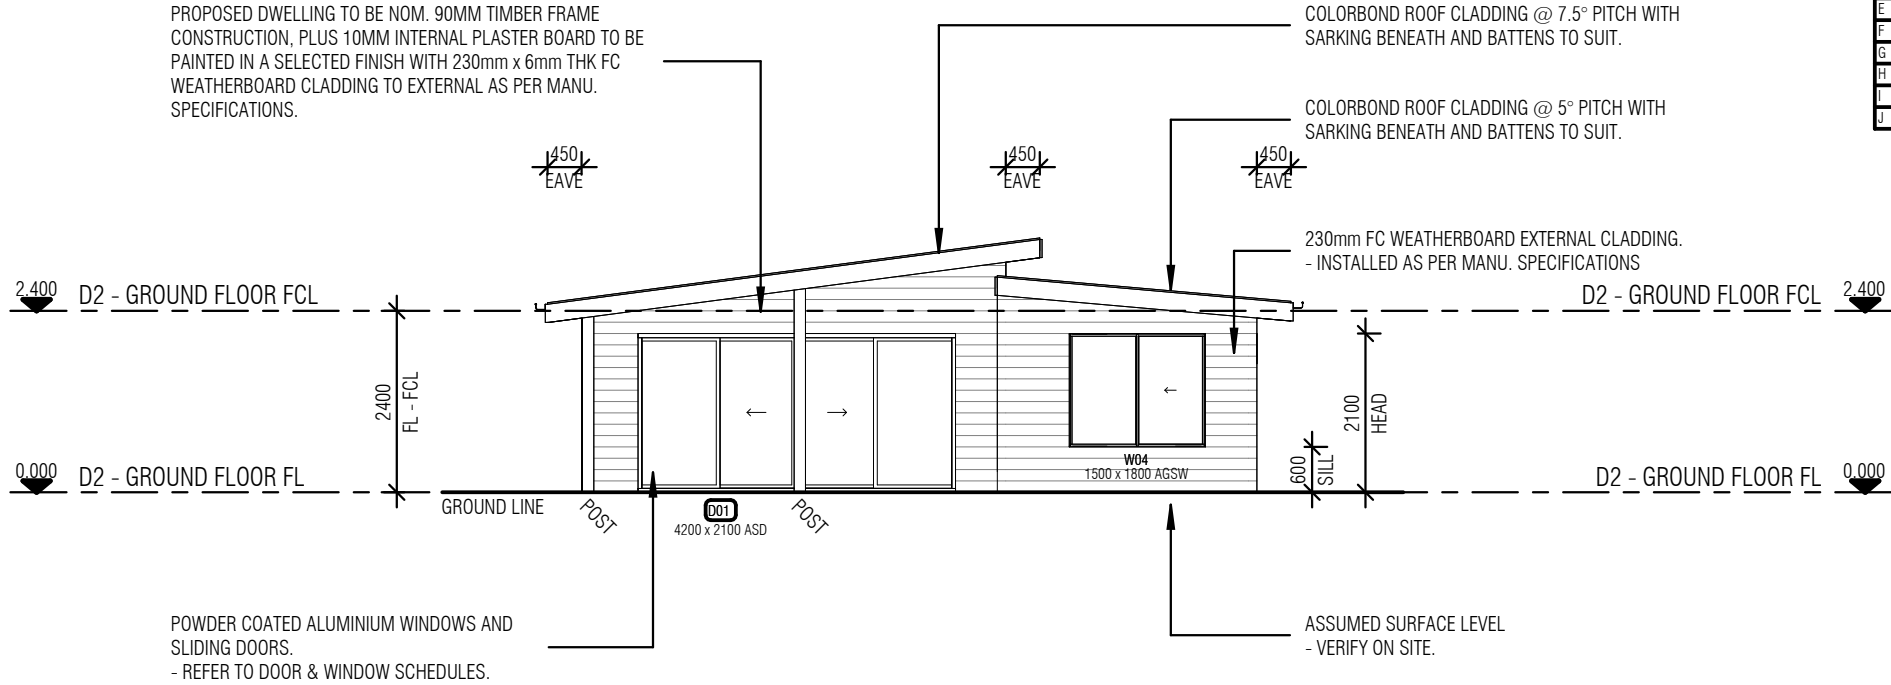 PROPOSED DWELLING TO BE NOM. 90MM TIMBER FRAME
CONSTRUCTION, PLUS 10MM INTERNAL PLASTER BOARD TO BE
PAINTED IN A SELECTED FINISH WITH 230mm x 6mm THK FC
WEATHERBOARD CLADDING TO EXTERNAL AS PER MANU.
SPECIFICATIONS.
COLORBOND ROOF CLADDING @ 7.5° PITCH WITH
SARKING BENEATH AND BATTENS TO SUIT.
COLORBOND ROOF CLADDING @ 5° PITCH WITH
SARKING BENEATH AND BATTENS TO SUIT.
E
F
G
H
I
J
450
EAVE
450
EAVE
450
EAVE
230mm FC WEATHERBOARD EXTERNAL CLADDING.
- INSTALLED AS PER MANU. SPECIFICATIONS
2.400
D2 - GROUND FLOOR FCL
D2 - GROUND FLOOR FCL
2.400
2400
FL - FCL
←
→
←
2100
HEAD
W04
1500 x 1800 AGSW
600
SILL
0.000
D2 - GROUND FLOOR FL
D2 - GROUND FLOOR FL
0.000
GROUND LINE
POST
D01
4200 x 2100 ASD
POST
POWDER COATED ALUMINIUM WINDOWS AND
SLIDING DOORS.
- REFER TO DOOR & WINDOW SCHEDULES.
ASSUMED SURFACE LEVEL
- VERIFY ON SITE.